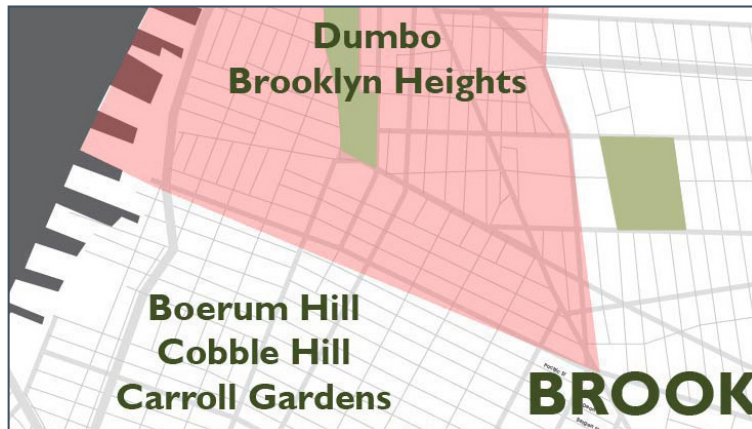 Dumbo
Brooklyn Heights
Boerum Hill
Cobble Hill
Carroll Gardens
BROOK